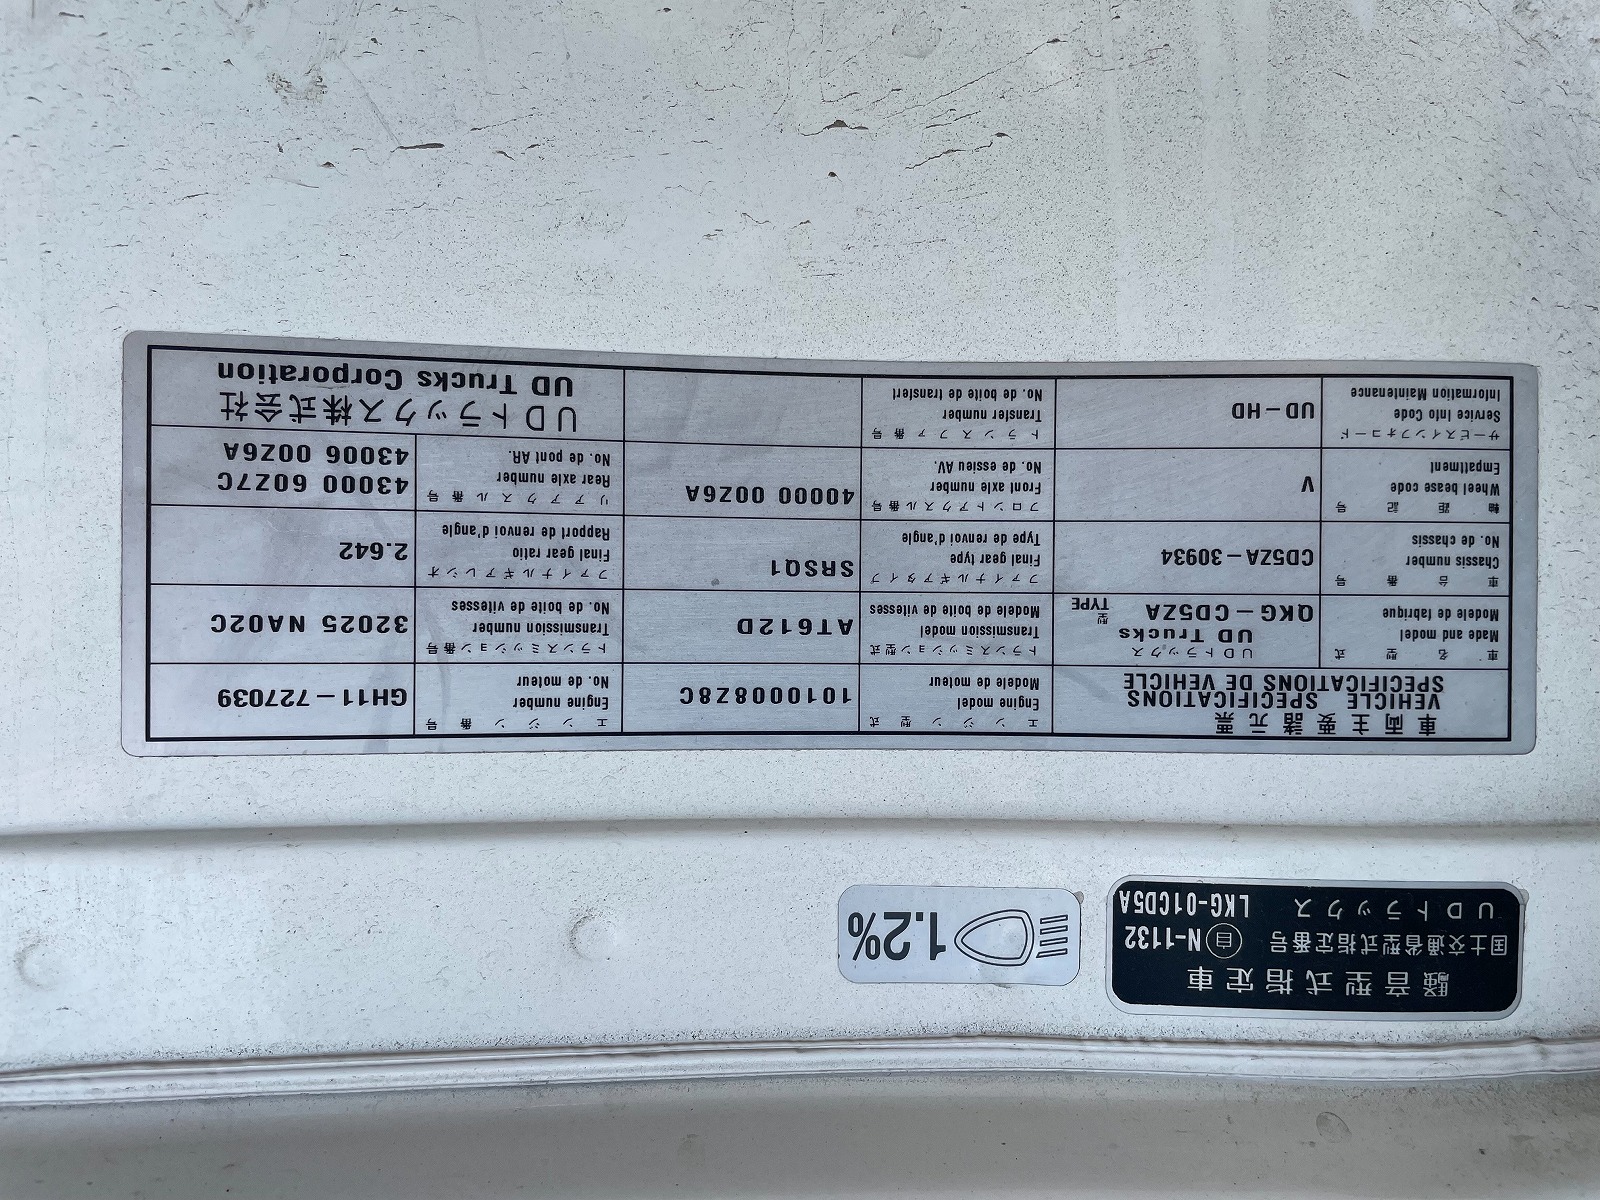 騒音型式指定車
国土交通省型式指定番号 自 N-1132
UDトラックス LKG-01CD5A
1.2%
車両主要諸元票
VEHICLE SPECIFICATIONS
SPECIFICATIONS DE VEHICLE
エンジン型式
Engine model
Modele de moteur
101008Z8C
エンジン番号
Engine number
No. de moteur
GH11-727039
車名型式
Made and model
Modele de fabrique
UDトラックス
UD Trucks
QKG-CD5ZA 型 TYPE
トランスミッション型式
Transmission model
Modele de boite de vitesses
AT612D
トランスミッション番号
Transmission number
No. de boite de vitesses
32025 NA02C
車台番号
Chassis number
No. de chassis
CD5ZA-30934
ファイナルギアタイプ
Final gear type
Type de renvoi d'angle
SRSQ1
ファイナルギアレシオ
Final gear ratio
Rapport de renvoi d'angle
2.642
軸距記号
Wheel bease code
Empattment
V
フロントアクスル番号
Front axle number
No. de essieu AV.
40000 00Z6A
リアアクスル番号
Rear axle number
No. de pont AR.
43000 60Z7C
43006 00Z6A
サービスインフォコード
Service Info Code
Information Maintenance
UD-HD
トランスファ番号
Transfer number
No. de boite de transfert
UDトラックス株式会社
UD Trucks Corporation